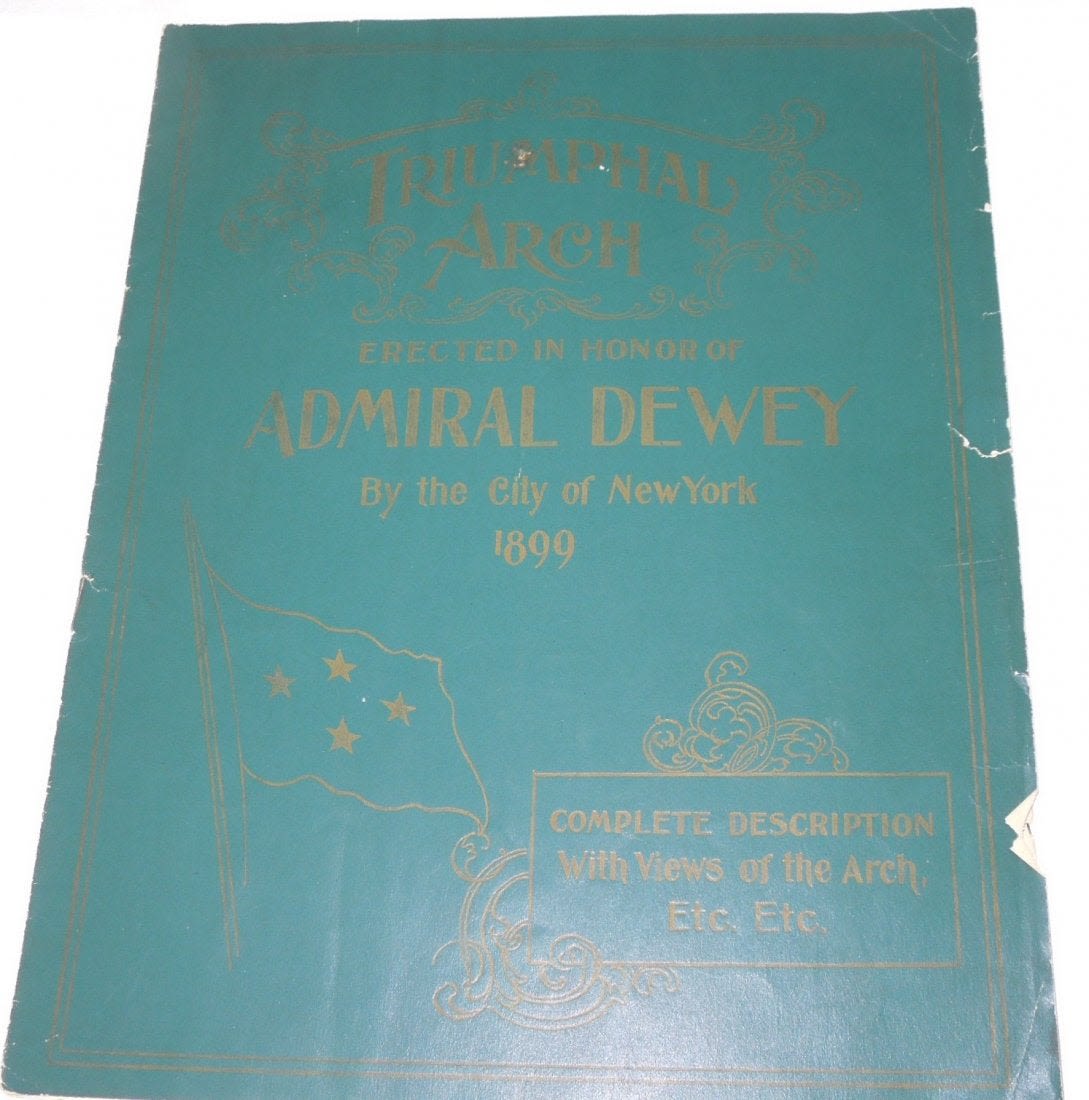 TRIUMPHAL
ARCH
ERECTED IN HONOR OF
ADMIRAL DEWEY
By the City of New York
1899
COMPLETE DESCRIPTION
With Views of the Arch,
Etc. Etc.